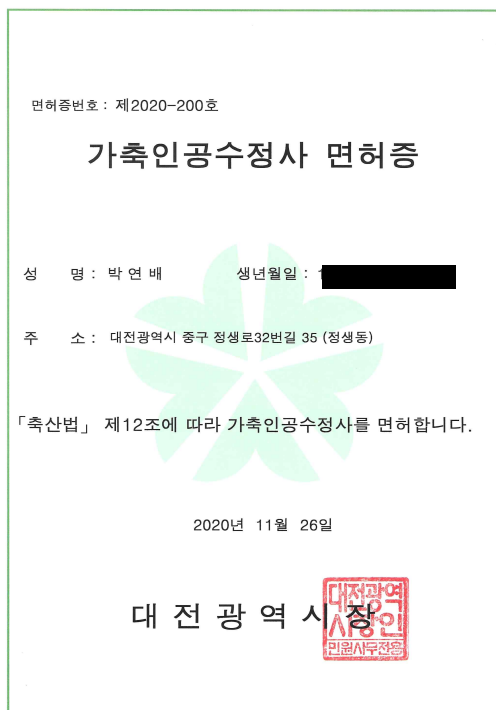 면허증번호 : 제2020-200호
가축인공수정사 면허증
성 명 : 박 연 배 생년월일 : 1
주 소 : 대전광역시 중구 정생로32번길 35 (정생동)
「축산법」 제12조에 따라 가축인공수정사를 면허합니다.
2020년 11월 26일
대 전 광 역 시 장
대전광역
시장인
민원사무전용